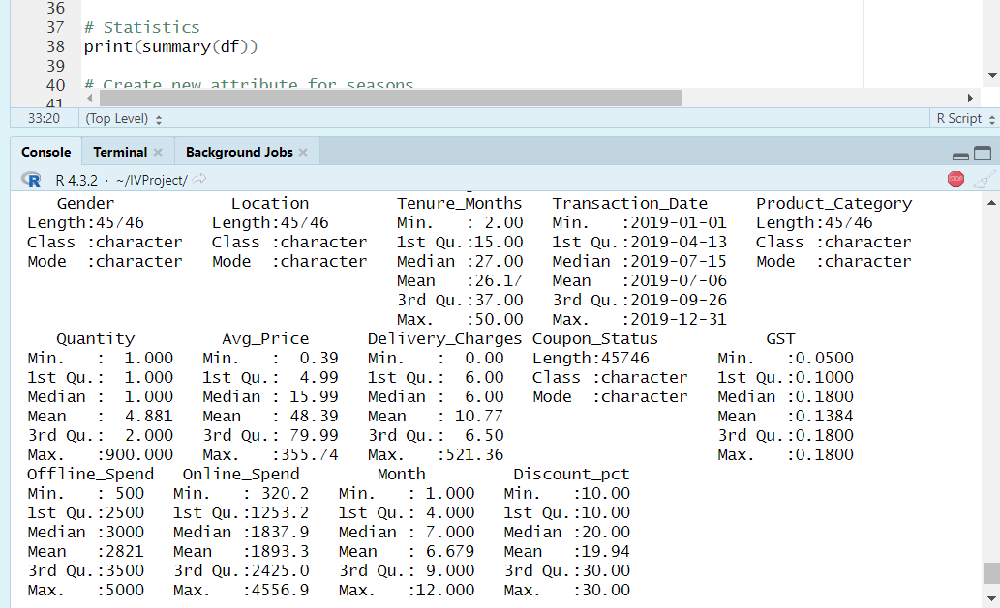 36
37 # Statistics
38 print(summary(df))
39
40 # Create new attribute for seasons
41
33:20 (Top Level) R Script
Console Terminal Background Jobs
R R 4.3.2 · ~/IVProject/ STOP
Gender Location Tenure_Months Transaction_Date Product_Category
Length:45746 Length:45746 Min. : 2.00 Min. :2019-01-01 Length:45746
Class :character Class :character 1st Qu.:15.00 1st Qu.:2019-04-13 Class :character
Mode :character Mode :character Median :27.00 Median :2019-07-15 Mode :character
Mean :26.17 Mean :2019-07-06
3rd Qu.:37.00 3rd Qu.:2019-09-26
Max. :50.00 Max. :2019-12-31
Quantity Avg_Price Delivery_Charges Coupon_Status GST
Min. : 1.000 Min. : 0.39 Min. : 0.00 Length:45746 Min. :0.0500
1st Qu.: 1.000 1st Qu.: 4.99 1st Qu.: 6.00 Class :character 1st Qu.:0.1000
Median : 1.000 Median : 15.99 Median : 6.00 Mode :character Median :0.1800
Mean : 4.881 Mean : 48.39 Mean : 10.77 Mean :0.1384
3rd Qu.: 2.000 3rd Qu.: 79.99 3rd Qu.: 6.50 3rd Qu.:0.1800
Max. :900.000 Max. :355.74 Max. :521.36 Max. :0.1800
Offline_Spend Online_Spend Month Discount_pct
Min. : 500 Min. : 320.2 Min. : 1.000 Min. :10.00
1st Qu.:2500 1st Qu.:1253.2 1st Qu.: 4.000 1st Qu.:10.00
Median :3000 Median :1837.9 Median : 7.000 Median :20.00
Mean :2821 Mean :1893.3 Mean : 6.679 Mean :19.94
3rd Qu.:3500 3rd Qu.:2425.0 3rd Qu.: 9.000 3rd Qu.:30.00
Max. :5000 Max. :4556.9 Max. :12.000 Max. :30.00